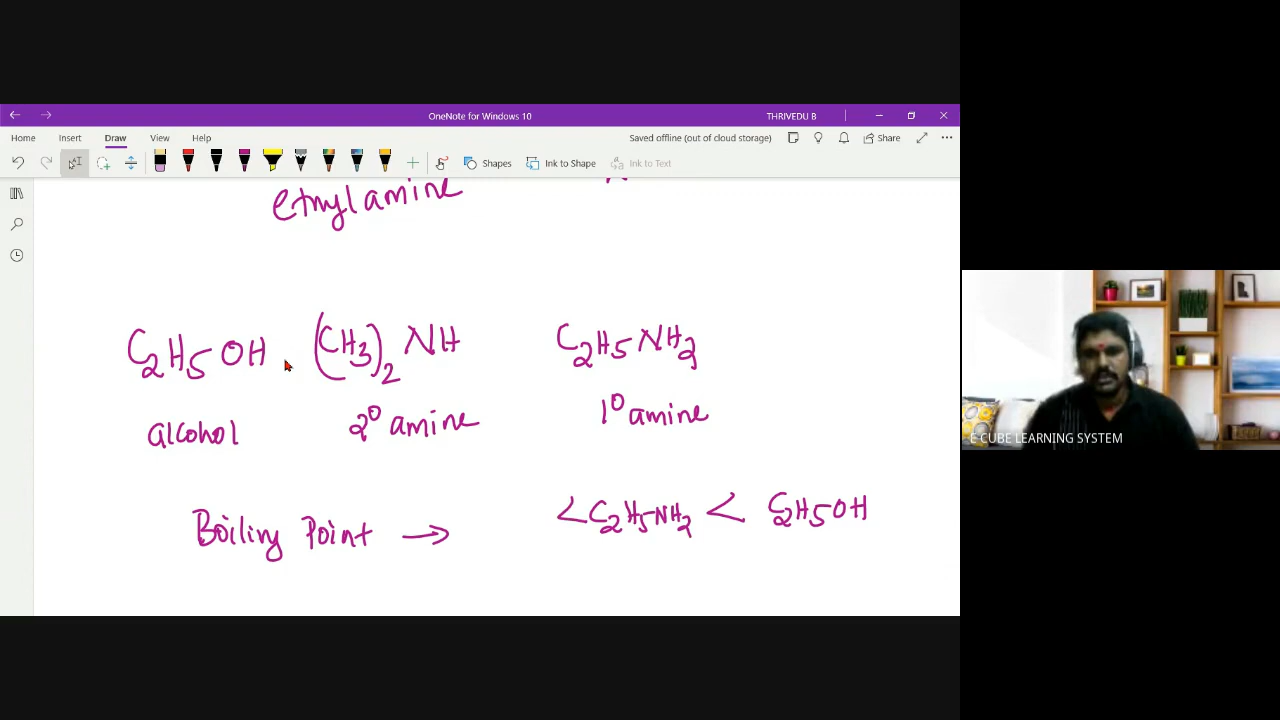 OneNote for Windows 10
THRIVEDU B
Home Insert Draw View Help
Saved offline (out of cloud storage)
Share
Shapes Ink to Shape Ink to Text
ethylamine
C2H5OH . (CH3)2 NH C2H5NH2
alcohol 2° amine 1° amine
Boiling Point → < C2H5NH2 < C2H5OH
E CUBE LEARNING SYSTEM